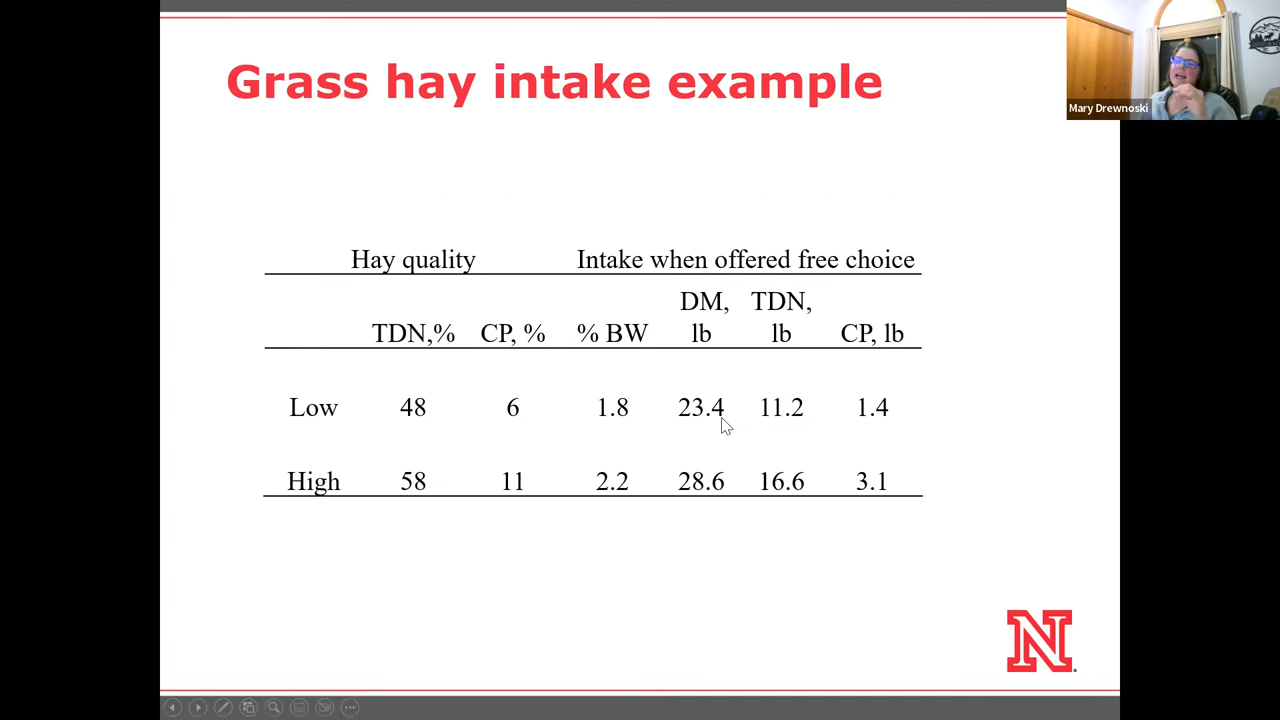 Grass hay intake example
Mary Drewnoski
Hay quality Intake when offered free choice
DM, TDN,
TDN,% CP, % % BW lb lb CP, lb
Low 48 6 1.8 23.4 11.2 1.4
High 58 11 2.2 28.6 16.6 3.1
N